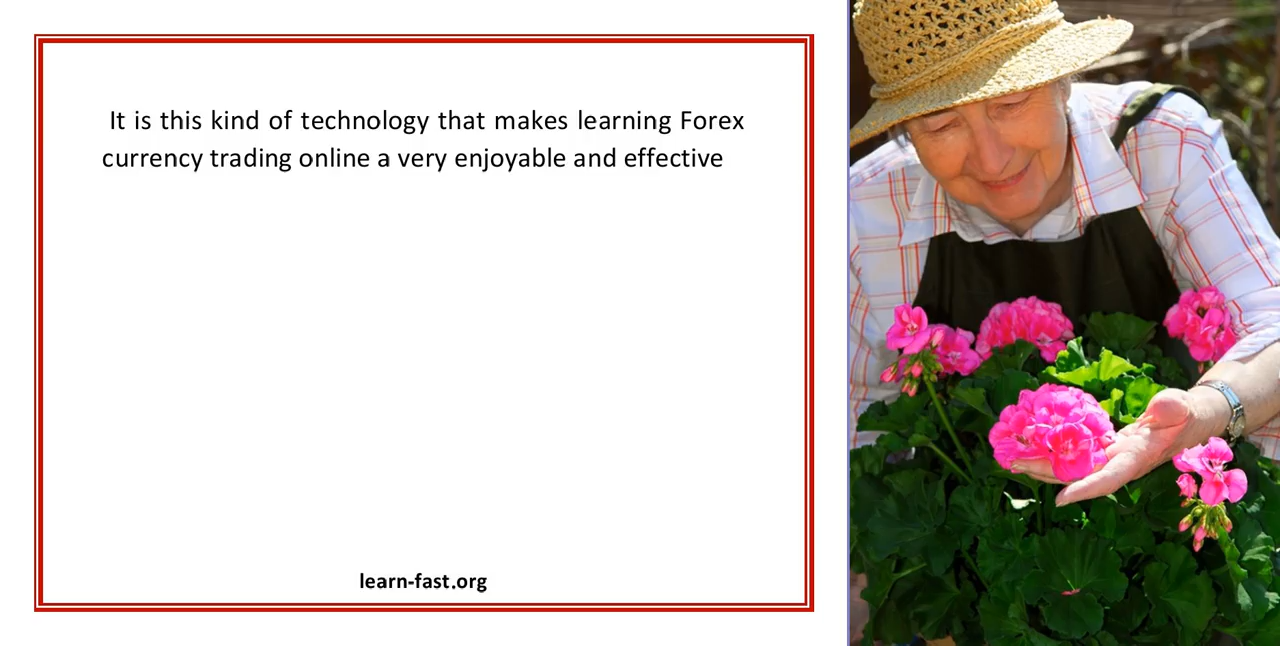 It is this kind of technology that makes learning Forex
currency trading online a very enjoyable and effective
learn-fast.org